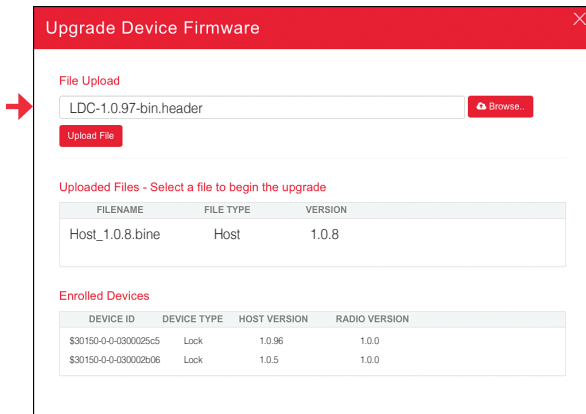 Upgrade Device Firmware
File Upload
LDC-1.0.97-bin.header
Browse..
Upload File
Uploaded Files - Select a file to begin the upgrade
FILENAME FILE TYPE VERSION
Host_1.0.8.bine Host 1.0.8
Enrolled Devices
DEVICE ID DEVICE TYPE HOST VERSION RADIO VERSION
$30150-0-0-030025c5 Lock 1.0.96 1.0.0
$30150-0-0-030002b06 Lock 1.0.5 1.0.0